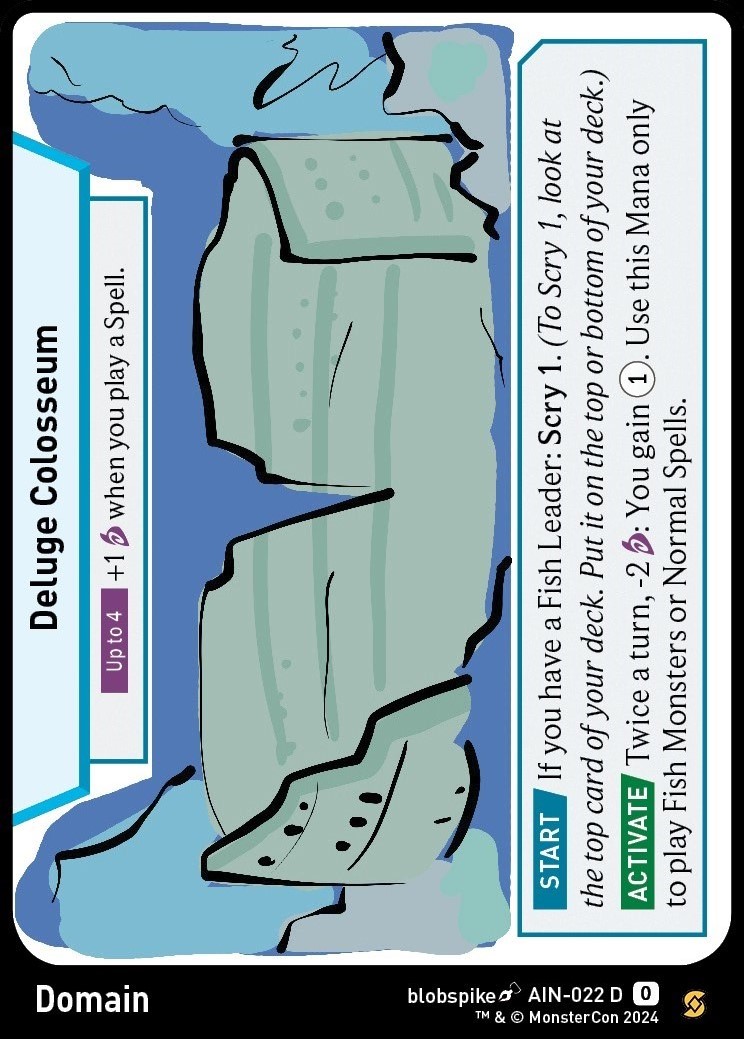 Deluge Colosseum
Up to 4 +1 when you play a Spell.
START If you have a Fish Leader: Scry 1. (To Scry 1, look at
the top card of your deck. Put it on the top or bottom of your deck.)
ACTIVATE Twice a turn, -2 : You gain 1. Use this Mana only
to play Fish Monsters or Normal Spells.
Domain
blobspike AIN-022 D 0
™ & © MonsterCon 2024